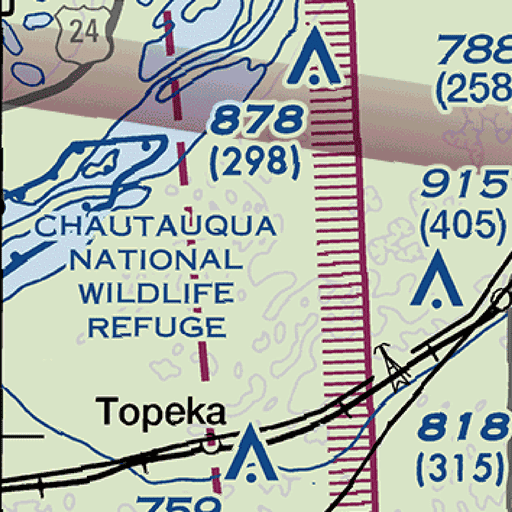 24
788
(258
878
(298)
915
(405)
CHAUTAUQUA
NATIONAL
WILDLIFE
REFUGE
Topeka
818
(315)
759